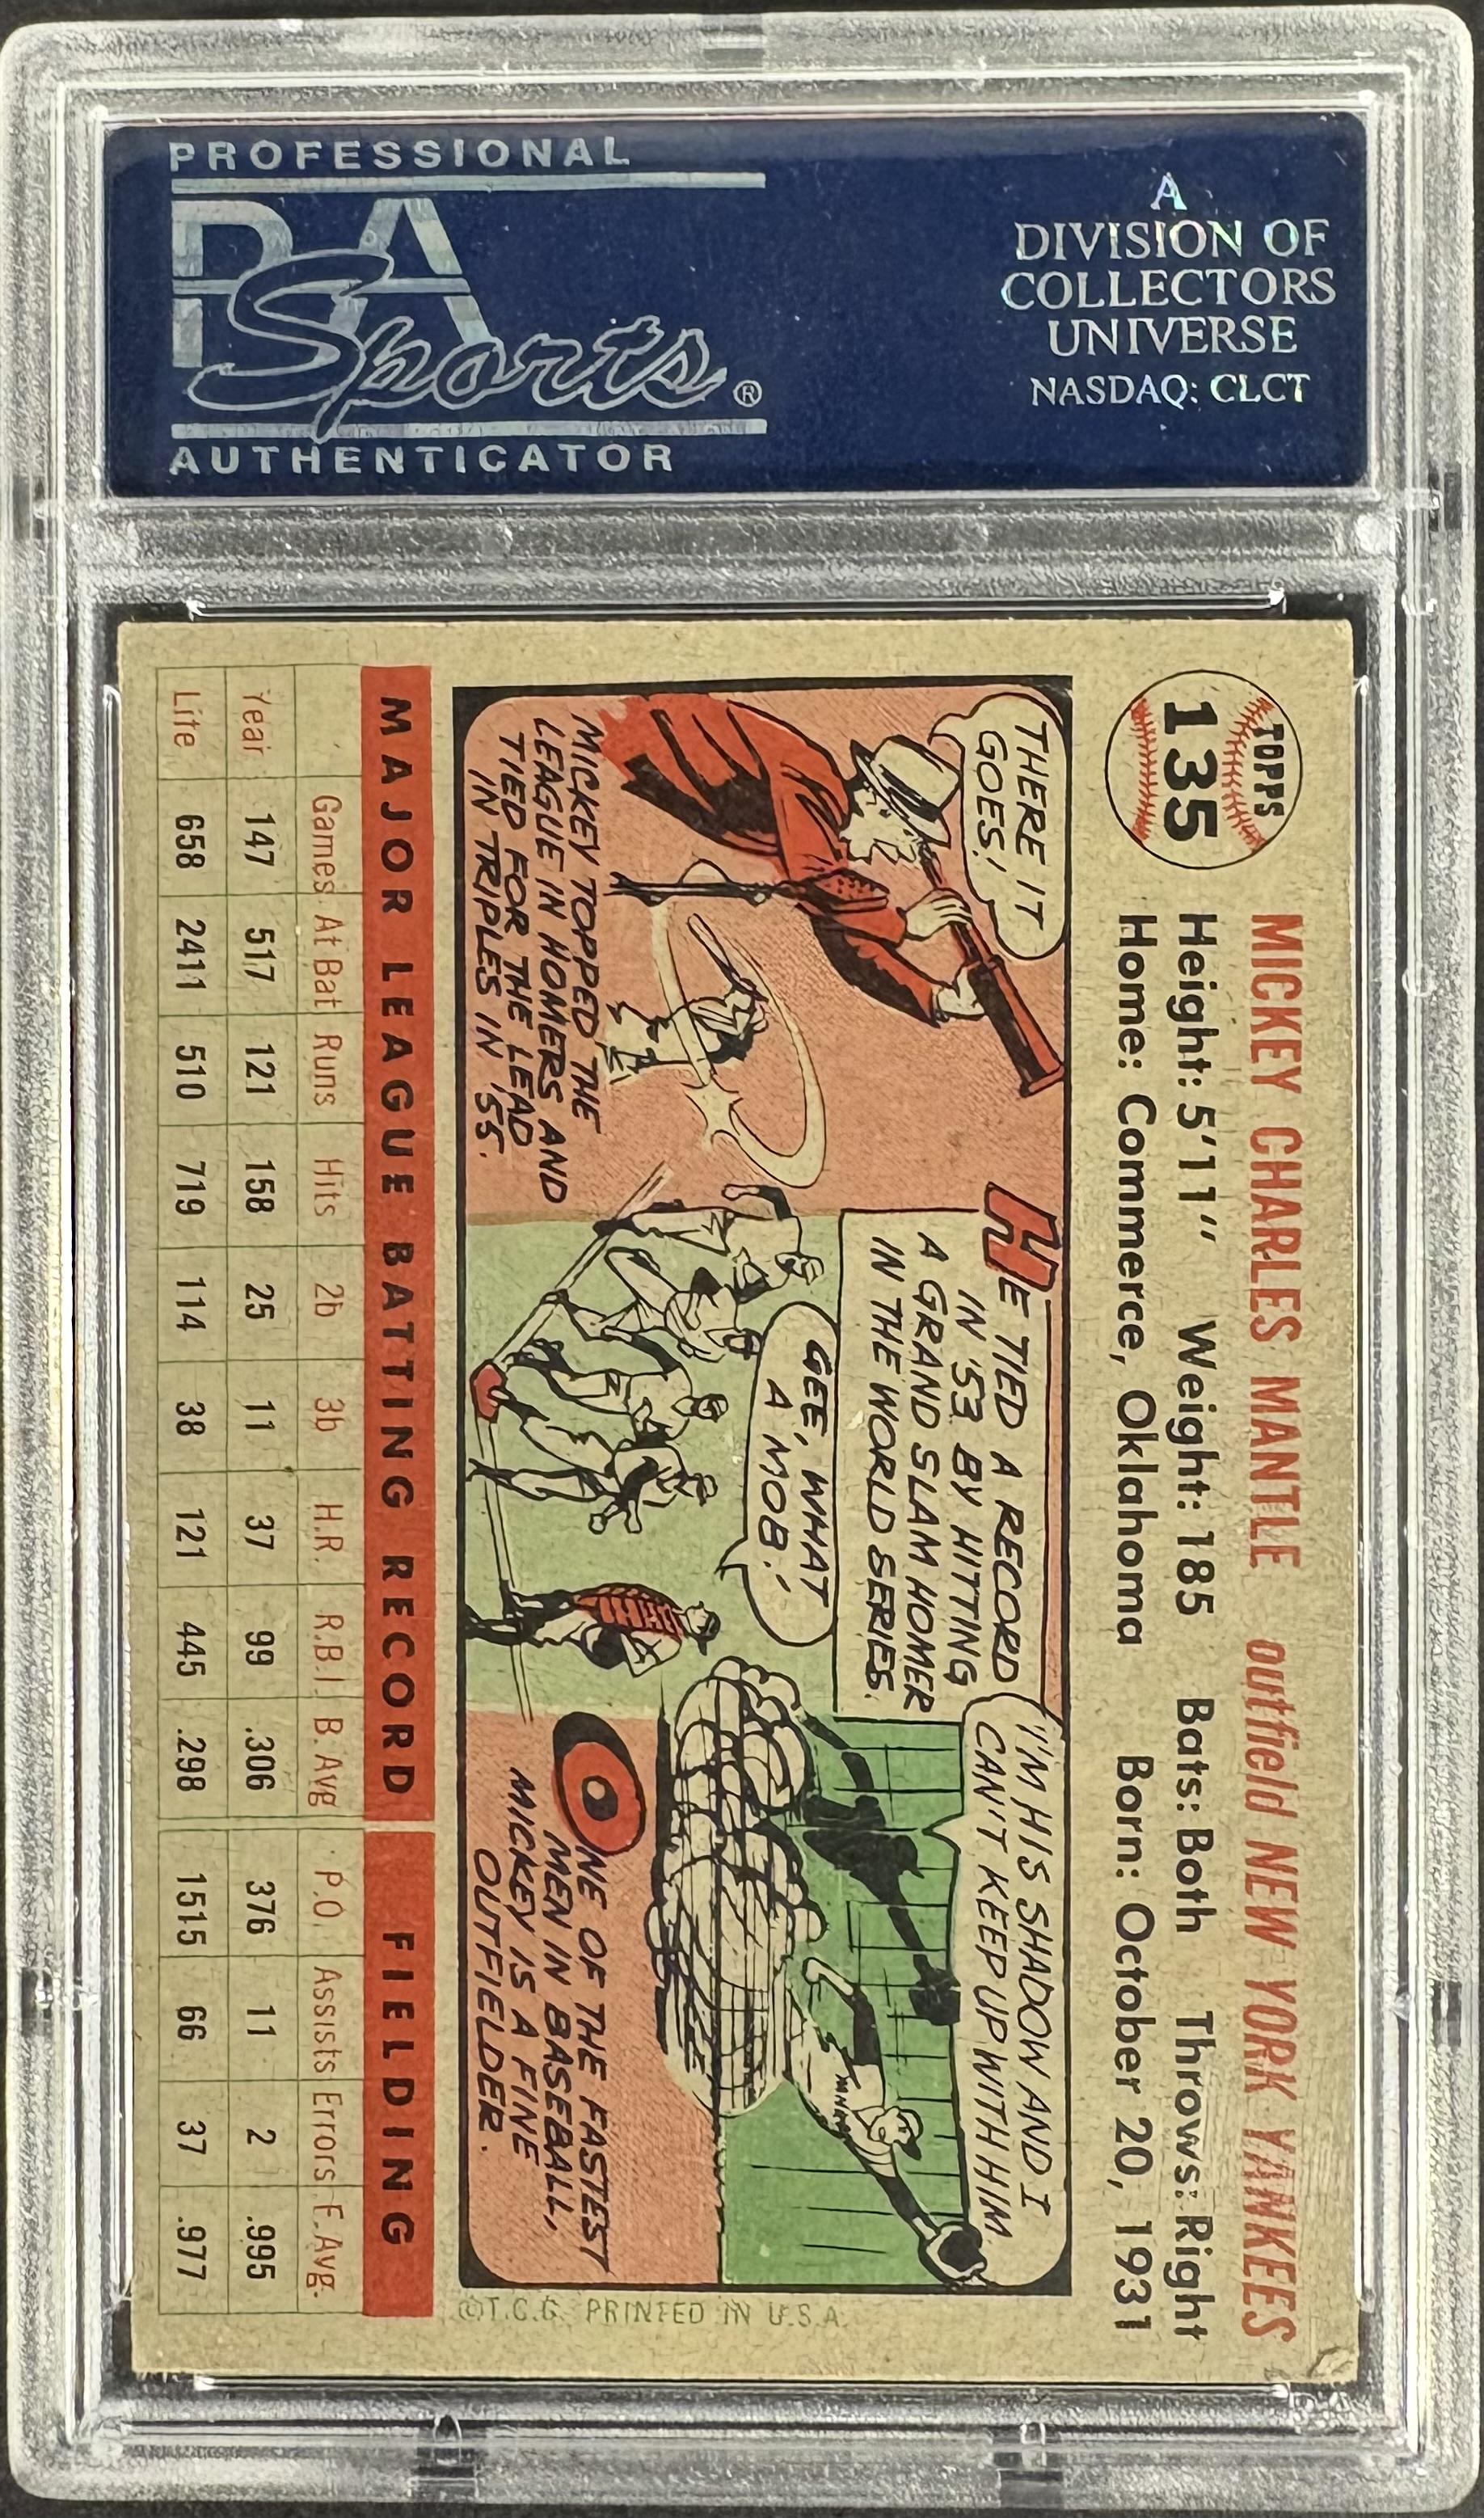 PROFESSIONAL
PSA
Sports®
AUTHENTICATOR
A
DIVISION OF
COLLECTORS
UNIVERSE
NASDAQ: CLCT
TOPPS
135
MICKEY CHARLES MANTLE outfield NEW YORK YANKEES
Height: 5'11" Weight: 185 Bats: Both Throws: Right
Home: Commerce, Oklahoma Born: October 20, 1931
THERE IT
GOES!
MICKEY TOPPED THE
LEAGUE IN HOMERS AND
TIED FOR THE LEAD
IN TRIPLES IN '55.
HE TIED A RECORD
IN '53 BY HITTING
A GRAND SLAM HOMER
IN THE WORLD SERIES.
GEE, WHAT
A MOB!
I'M HIS SHADOW AND I
CAN'T KEEP UP WITH HIM
ONE OF THE FASTEST
MEN IN BASEBALL,
MICKEY IS A FINE
OUTFIELDER.
©T.C.G. PRINTED IN U.S.A.
MAJOR LEAGUE BATTING RECORD FIELDING
Games At Bat Runs Hits 2b 3b H.R. R.B.I. B. Avg P.O. Assists Errors F. Avg.
Year 147 517 121 158 25 11 37 99 .306 376 11 2 .995
Life 658 2411 510 719 114 38 121 445 .298 1515 66 37 .977